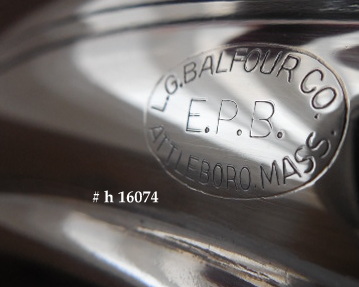 L.G. BALFOUR CO.
E.P.B.
ATTLEBORO, MASS.
# h 16074